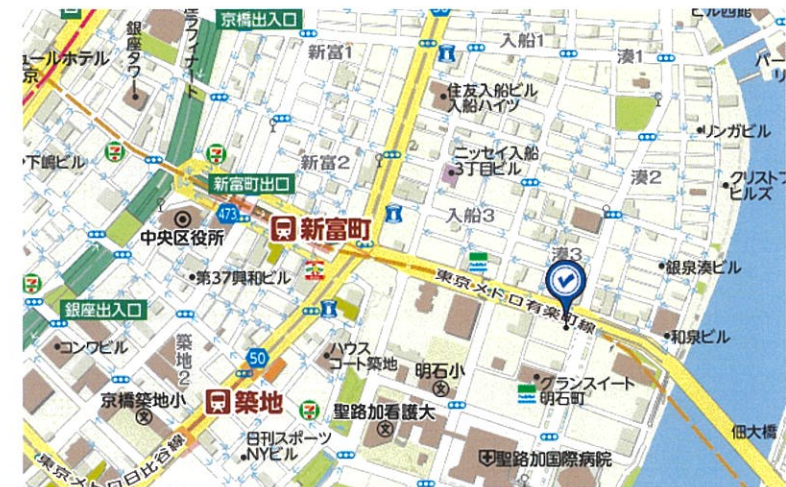 京橋出入口
50
新富1
入船1
湊1
銀座タワー
住友入船ビル
入船ハイツ
リンガビル
下嶋ビル
新富2
ニッセイ入船
3丁目ビル
湊2
クリスト
ヒルズ
新富町出口
473
入船3
中央区役所
新富町
湊3
第37興和ビル
東京メトロ有楽町線
銀泉湊ビル
銀座出入口
和泉ビル
コンワビル
築地2
50
ハウス
コート築地
明石小
グランスイート
明石町
京橋築地小
築地
聖路加看護大
佃大橋
日刊スポーツ
NYビル
聖路加国際病院
東京メトロ日比谷線